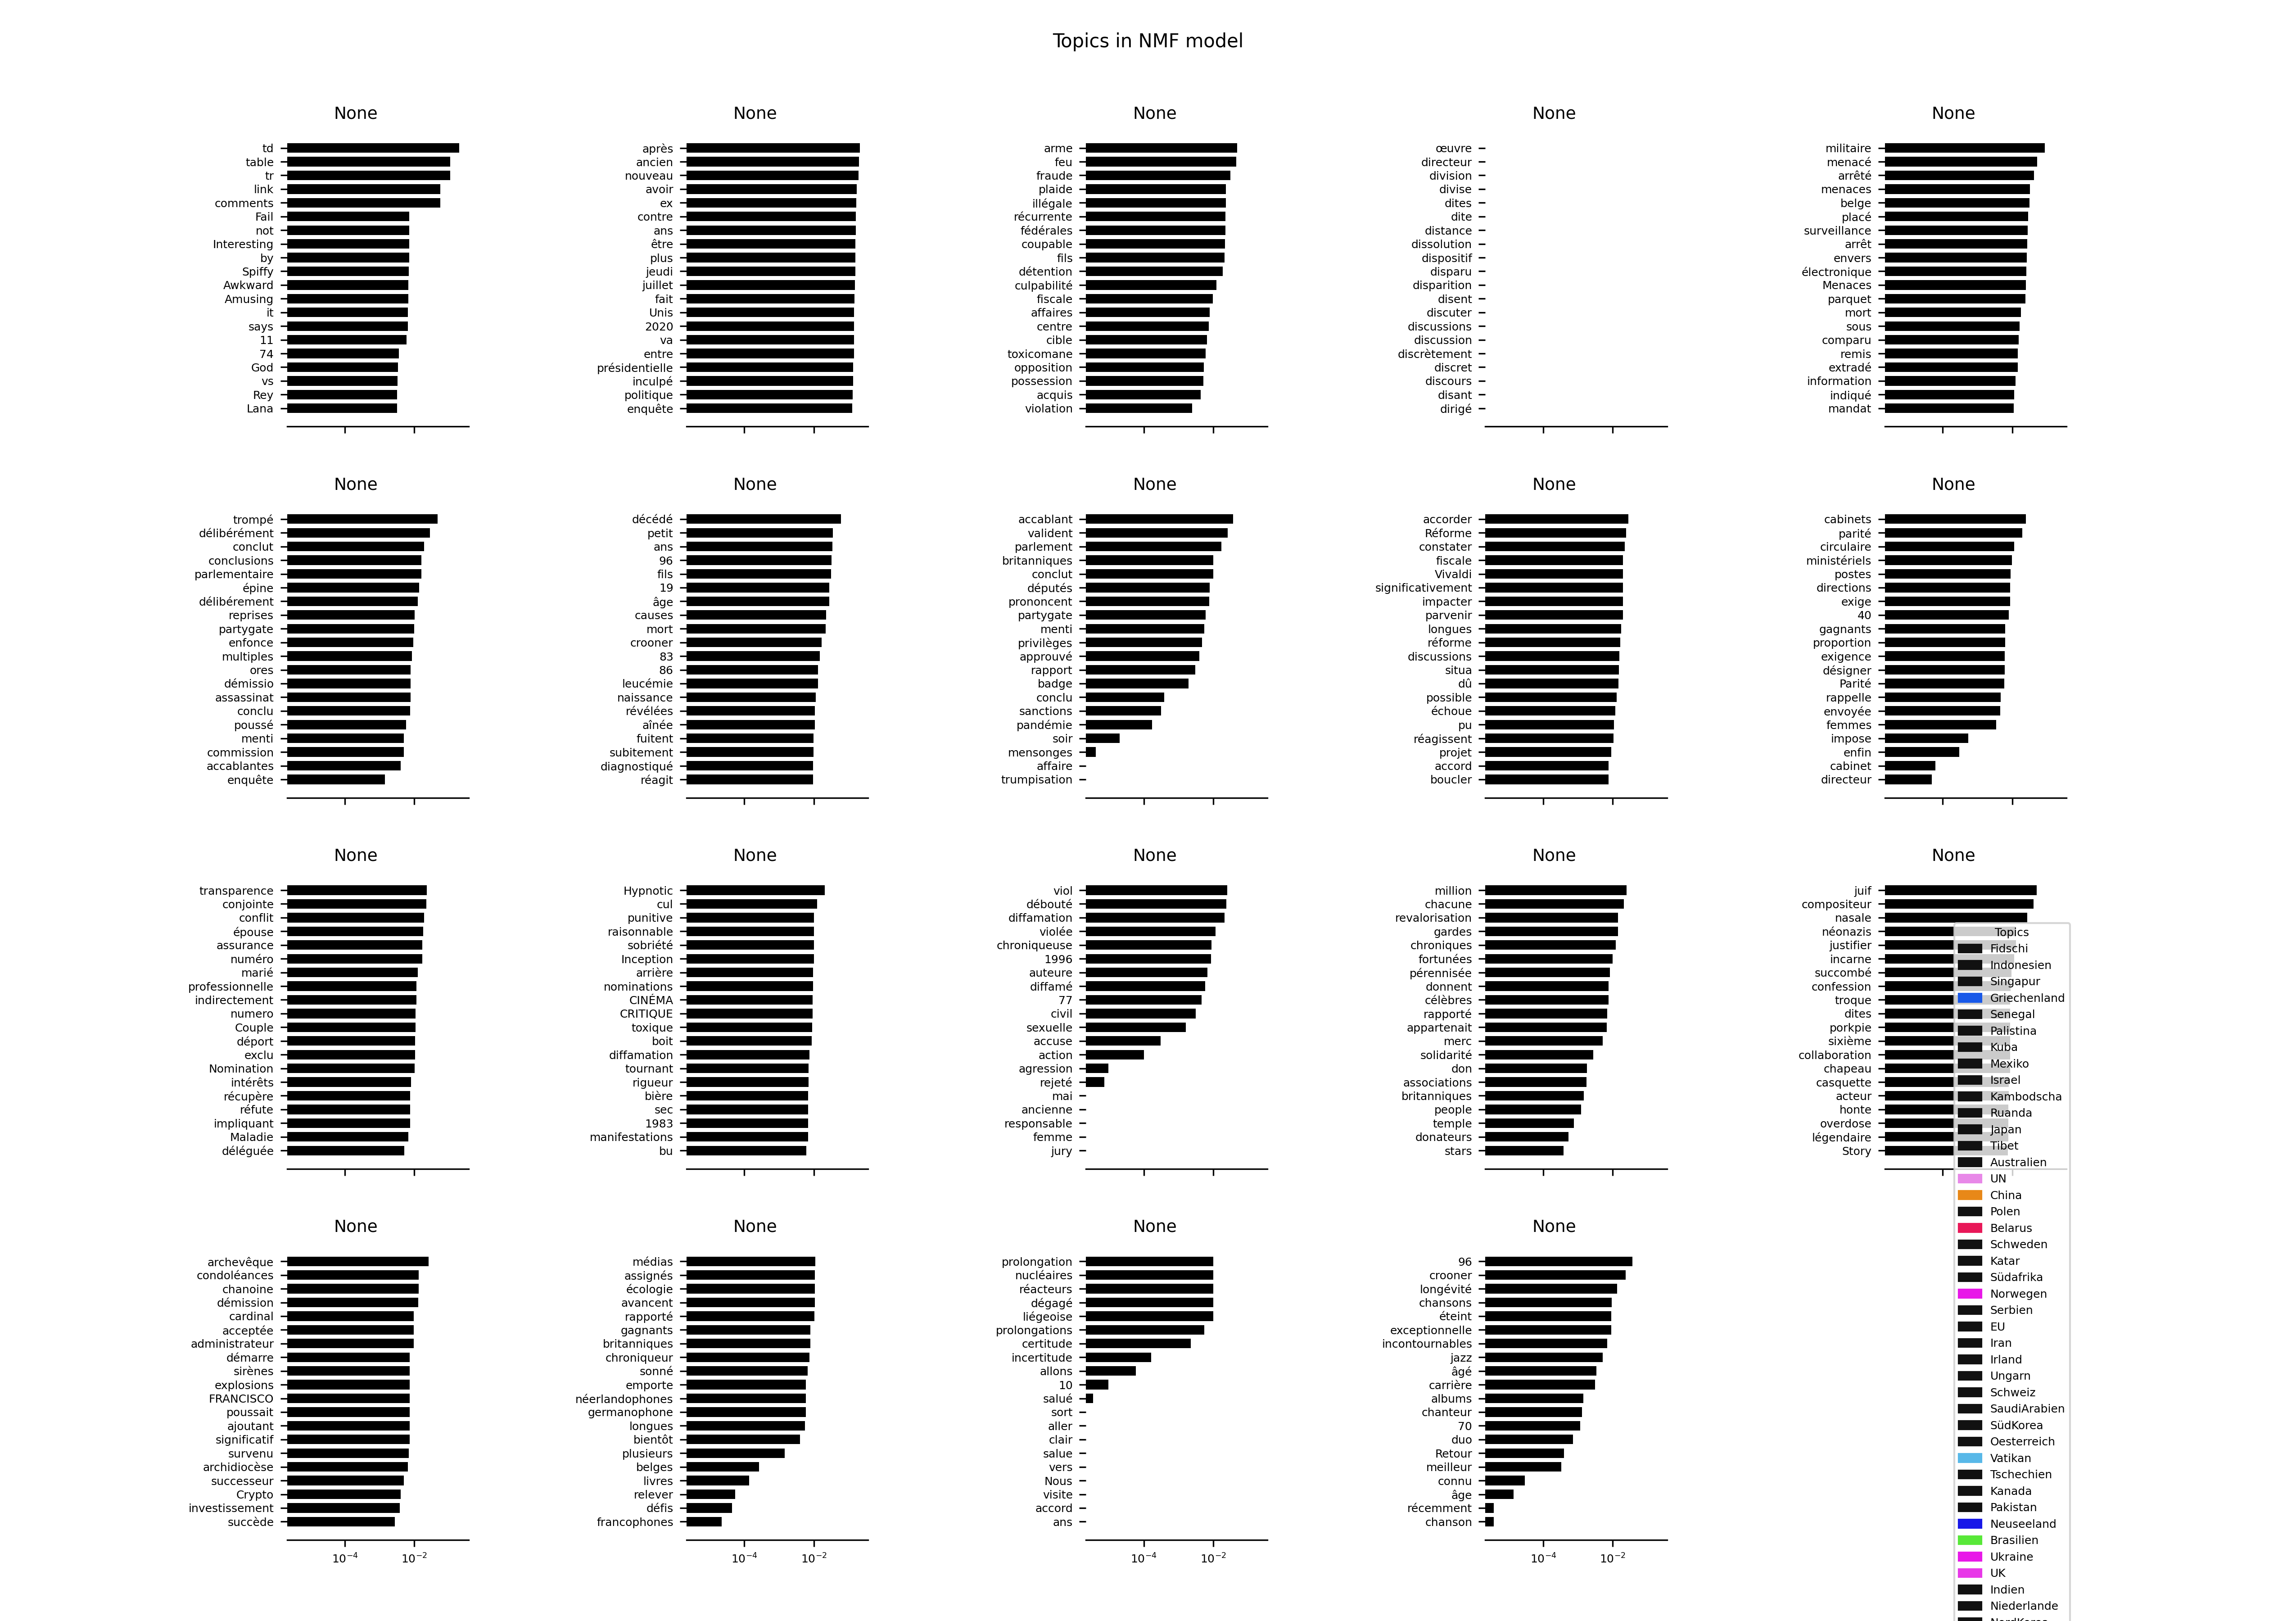 Topics in NMF model
None
td
table
tr
link
comments
Fail
not
Interesting
by
Spiffy
Awkward
Amusing
it
says
11
74
God
vs
Rey
Lana
None
après
ancien
nouveau
avoir
ex
contre
ans
être
plus
jeudi
juillet
fait
Unis
2020
va
entre
présidentielle
inculpé
politique
enquête
None
arme
feu
fraude
plaide
illégale
récurrente
fédérales
coupable
fils
détention
culpabilité
fiscale
affaires
centre
cible
toxicomane
opposition
possession
acquis
violation
None
œuvre
directeur
division
divise
dites
dite
distance
dissolution
dispositif
disparu
disparition
disent
discuter
discussions
discussion
discrètement
discret
discours
disant
dirigé
None
militaire
menacé
arrêté
menaces
belge
placé
surveillance
arrêt
envers
électronique
Menaces
parquet
mort
sous
comparu
remis
extradé
information
indiqué
mandat
None
trompé
délibérément
conclut
conclusions
parlementaire
épine
délibérement
reprises
partygate
enfonce
multiples
ores
démissio
assassinat
conclu
poussé
menti
commission
accablantes
enquête
None
décédé
petit
ans
96
fils
19
âge
causes
mort
crooner
83
86
leucémie
naissance
révélées
aînée
fuitent
subitement
diagnostiqué
réagit
None
accablant
valident
parlement
britanniques
conclut
députés
prononcent
partygate
menti
privilèges
approuvé
rapport
badge
conclu
sanctions
pandémie
soir
mensonges
affaire
trumpisation
None
accorder
Réforme
constater
fiscale
Vivaldi
significativement
impacter
parvenir
longues
réforme
discussions
situa
dû
possible
échoue
pu
réagissent
projet
accord
boucler
None
cabinets
parité
circulaire
ministériels
postes
directions
exige
40
gagnants
proportion
exigence
désigner
Parité
rappelle
envoyée
femmes
impose
enfin
cabinet
directeur
None
transparence
conjointe
conflit
épouse
assurance
numéro
marié
professionnelle
indirectement
numero
Couple
déport
exclu
Nomination
intérêts
récupère
réfute
impliquant
Maladie
déléguée
None
Hypnotic
cul
punitive
raisonnable
sobriété
Inception
arrière
nominations
CINÉMA
CRITIQUE
toxique
boit
diffamation
tournant
rigueur
bière
sec
1983
manifestations
bu
None
viol
débouté
diffamation
violée
chroniqueuse
1996
auteure
diffamé
77
civil
sexuelle
accuse
action
agression
rejeté
mai
ancienne
responsable
femme
jury
None
million
chacune
revalorisation
gardes
chroniques
fortunées
pérennisée
donnent
célèbres
rapporté
appartenait
merc
solidarité
don
associations
britanniques
people
temple
donateurs
stars
None
juif
compositeur
nasale
néonazis
justifier
incarne
succombé
confession
troque
dites
porkpie
sixième
collaboration
chapeau
casquette
acteur
honte
overdose
légendaire
Story
None
archevêque
condoléances
chanoine
démission
cardinal
acceptée
administrateur
démarre
sirènes
explosions
FRANCISCO
poussait
ajoutant
significatif
survenu
archidiocèse
successeur
Crypto
investissement
succède
10⁻⁴ 10⁻²
None
médias
assignés
écologie
avancent
rapporté
gagnants
britanniques
chroniqueur
sonné
emporte
néerlandophones
germanophone
longues
bientôt
plusieurs
belges
livres
relever
défis
francophones
10⁻⁴ 10⁻²
None
prolongation
nucléaires
réacteurs
dégagé
liégeoise
prolongations
certitude
incertitude
allons
10
salué
sort
aller
clair
salue
vers
Nous
visite
accord
ans
10⁻⁴ 10⁻²
None
96
crooner
longévité
chansons
éteint
exceptionnelle
incontournables
jazz
âgé
carrière
albums
chanteur
70
duo
Retour
meilleur
connu
âge
récemment
chanson
10⁻⁴ 10⁻²
Topics
Fidschi
Indonesien
Singapur
Griechenland
Senegal
Palistina
Kuba
Mexiko
Israel
Kambodscha
Ruanda
Japan
Tibet
Australien
UN
China
Polen
Belarus
Schweden
Katar
Südafrika
Norwegen
Serbien
EU
Iran
Irland
Ungarn
Schweiz
SaudiArabien
SüdKorea
Oesterreich
Vatikan
Tschechien
Kanada
Pakistan
Neuseeland
Brasilien
Ukraine
UK
Indien
Niederlande